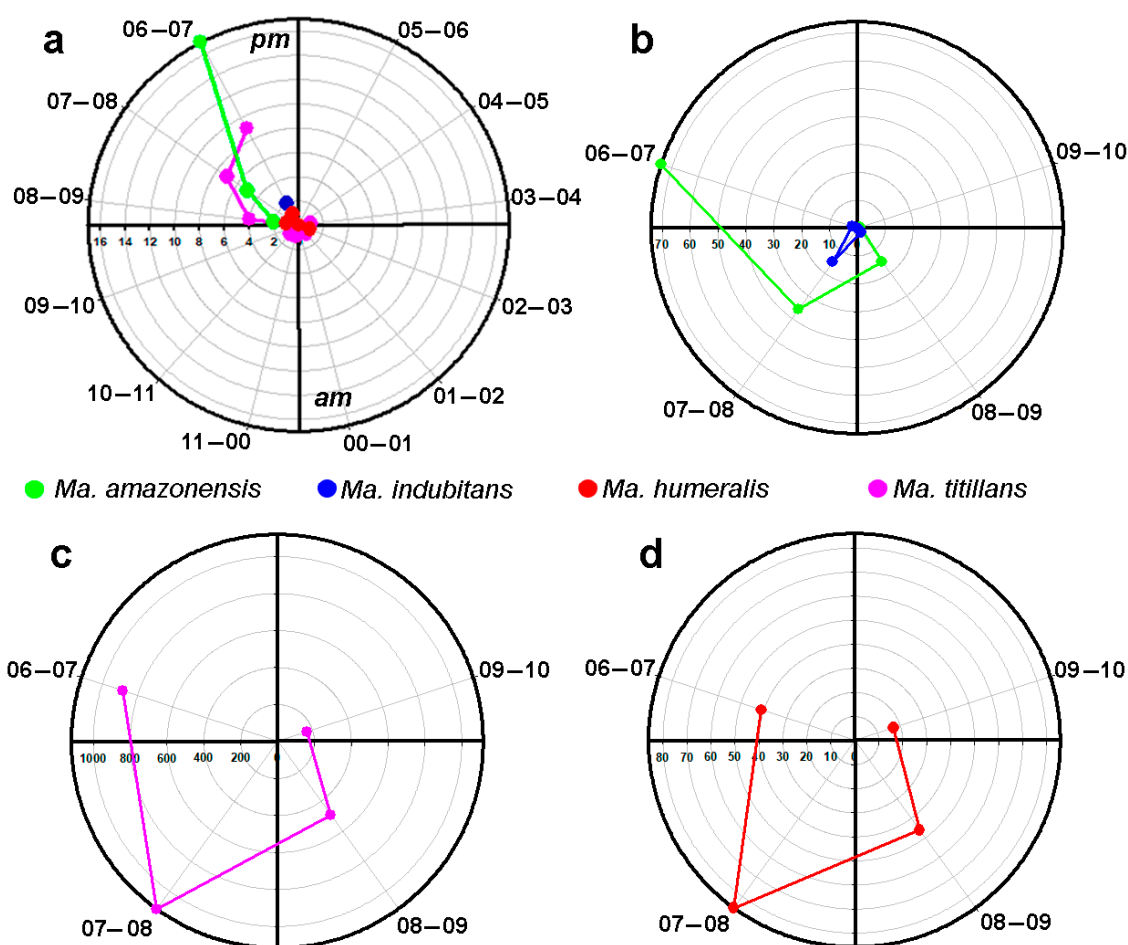 a
b
06–07
pm
05–06
07–08
04–05
08–09
03–04
16 14 12 10 8 6 4 2
09–10
02–03
10–11
01–02
am
11–00
00–01
06–07
09–10
70 60 50 40 30 20 10 0
07–08
08–09
Ma. amazonensis Ma. indubitans Ma. humeralis Ma. titillans
c
d
06–07
09–10
1000 800 600 400 200 0
07–08
08–09
06–07
09–10
80 70 60 50 40 30 20 10 0
07–08
08–09